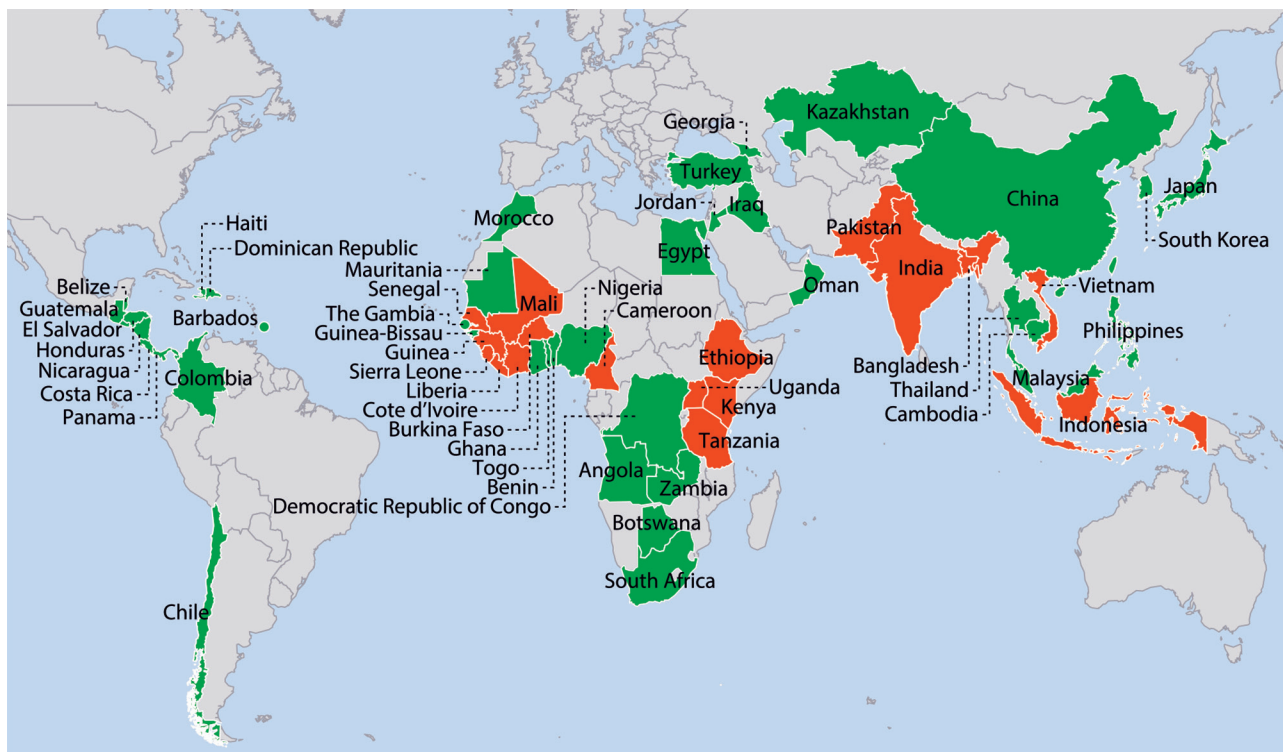 Kazakhstan
Georgia
Turkey
China
Japan
Jordan
Iraq
Morocco
Pakistan
Haiti
South Korea
Dominican Republic
Egypt
Mauritania
India
Belize
Senegal
Nigeria
Oman
Vietnam
Mali
Guatemala
The Gambia
Cameroon
Barbados
El Salvador
Guinea-Bissau
Philippines
Honduras
Guinea
Ethiopia
Bangladesh
Nicaragua
Sierra Leone
Colombia
Malaysia
Uganda
Thailand
Costa Rica
Liberia
Kenya
Panama
Cote d'Ivoire
Cambodia
Burkina Faso
Indonesia
Tanzania
Ghana
Togo
Angola
Benin
Zambia
Democratic Republic of Congo
Botswana
South Africa
Chile